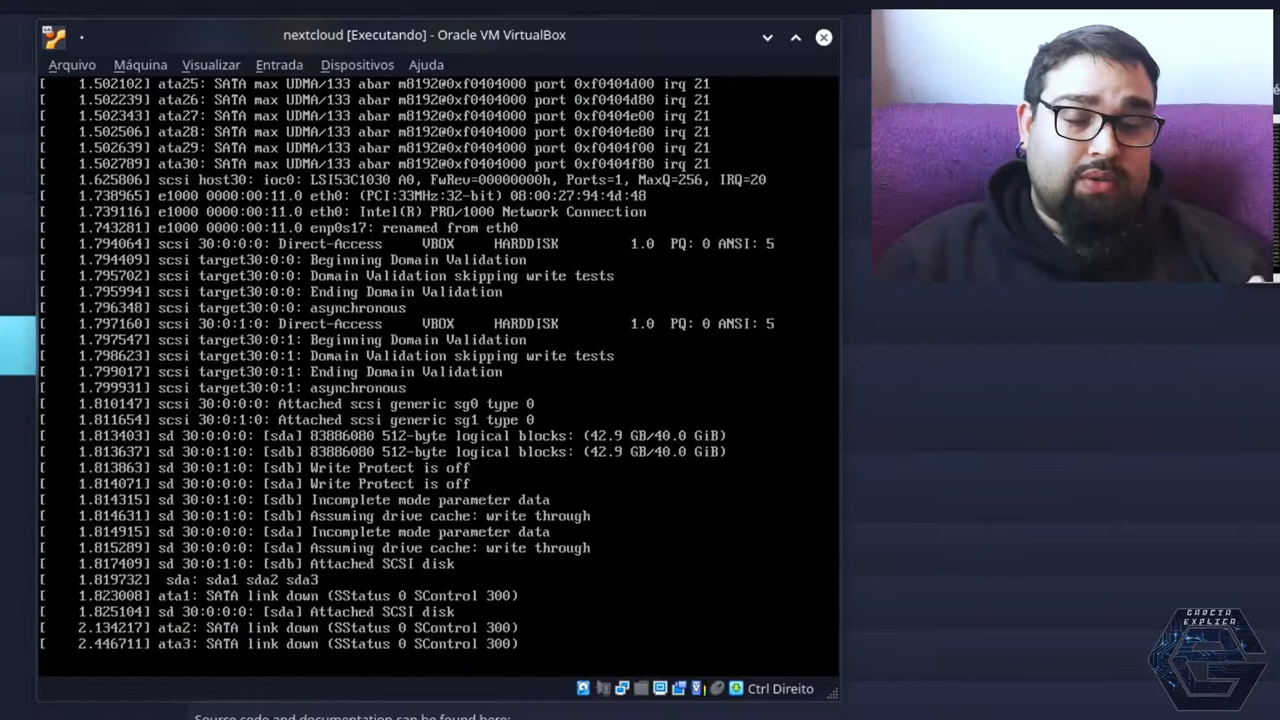 nextcloud [Executando] - Oracle VM VirtualBox
Arquivo Máquina Visualizar Entrada Dispositivos Ajuda
[    1.502102] ata25: SATA max UDMA/133 abar m8192@0xf0404000 port 0xf0404d00 irq 21
[    1.502239] ata26: SATA max UDMA/133 abar m8192@0xf0404000 port 0xf0404d80 irq 21
[    1.502343] ata27: SATA max UDMA/133 abar m8192@0xf0404000 port 0xf0404e00 irq 21
[    1.502506] ata28: SATA max UDMA/133 abar m8192@0xf0404000 port 0xf0404e80 irq 21
[    1.502639] ata29: SATA max UDMA/133 abar m8192@0xf0404000 port 0xf0404f00 irq 21
[    1.502789] ata30: SATA max UDMA/133 abar m8192@0xf0404000 port 0xf0404f80 irq 21
[    1.625806] scsi host30: ioc0: LSI53C1030 A0, FwRev=00000000h, Ports=1, MaxQ=256, IRQ=20
[    1.738965] e1000 0000:00:11.0 eth0: (PCI:33MHz:32-bit) 08:00:27:94:4d:48
[    1.739116] e1000 0000:00:11.0 eth0: Intel(R) PRO/1000 Network Connection
[    1.743281] e1000 0000:00:11.0 enp0s17: renamed from eth0
[    1.794064] scsi 30:0:0:0: Direct-Access     VBOX     HARDDISK         1.0  PQ: 0 ANSI: 5
[    1.794409] scsi target30:0:0: Beginning Domain Validation
[    1.795702] scsi target30:0:0: Domain Validation skipping write tests
[    1.795994] scsi target30:0:0: Ending Domain Validation
[    1.796348] scsi target30:0:0: asynchronous
[    1.797160] scsi 30:0:1:0: Direct-Access     VBOX     HARDDISK         1.0  PQ: 0 ANSI: 5
[    1.797547] scsi target30:0:1: Beginning Domain Validation
[    1.798623] scsi target30:0:1: Domain Validation skipping write tests
[    1.799017] scsi target30:0:1: Ending Domain Validation
[    1.799931] scsi target30:0:1: asynchronous
[    1.810147] scsi 30:0:0:0: Attached scsi generic sg0 type 0
[    1.811654] scsi 30:0:1:0: Attached scsi generic sg1 type 0
[    1.813403] sd 30:0:0:0: [sda] 83886080 512-byte logical blocks: (42.9 GB/40.0 GiB)
[    1.813637] sd 30:0:1:0: [sdb] 83886080 512-byte logical blocks: (42.9 GB/40.0 GiB)
[    1.813863] sd 30:0:1:0: [sdb] Write Protect is off
[    1.814071] sd 30:0:0:0: [sda] Write Protect is off
[    1.814315] sd 30:0:1:0: [sdb] Incomplete mode parameter data
[    1.814631] sd 30:0:1:0: [sdb] Assuming drive cache: write through
[    1.814915] sd 30:0:0:0: [sda] Incomplete mode parameter data
[    1.815289] sd 30:0:0:0: [sda] Assuming drive cache: write through
[    1.817409] sd 30:0:1:0: [sdb] Attached SCSI disk
[    1.819732]  sda: sda1 sda2 sda3
[    1.823008] ata1: SATA link down (SStatus 0 SControl 300)
[    1.825104] sd 30:0:0:0: [sda] Attached SCSI disk
[    2.134217] ata2: SATA link down (SStatus 0 SControl 300)
[    2.446711] ata3: SATA link down (SStatus 0 SControl 300)
Ctrl Direito
GARCIA
EXPLICA
Source code and documentation can be found here: